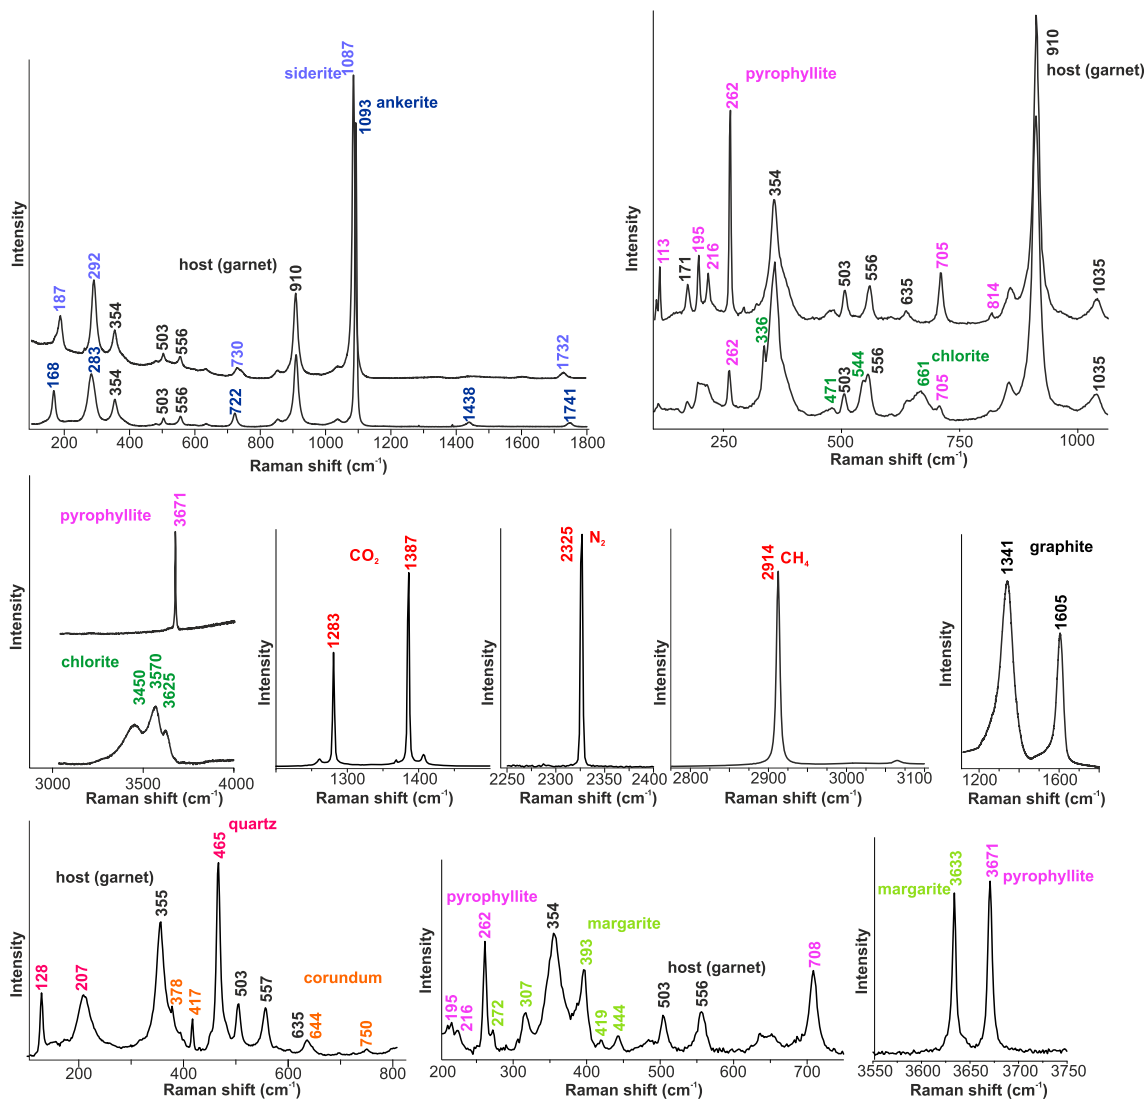 siderite
1087
1093
ankerite
187
292
354
host (garnet)
910
503
556
730
1732
168
283
354
503
556
722
1438
1741
Intensity
200 400 600 800 1000 1200 1400 1600 1800
Raman shift (cm-1)
pyrophyllite
262
910
host (garnet)
354
113
171
195
216
503
556
635
705
814
1035
336
chlorite
262
471
503
544
556
661
705
1035
Intensity
250 500 750 1000
Raman shift (cm-1)
pyrophyllite
3671
chlorite
3450
3570
3625
Intensity
3000 3500 4000
Raman shift (cm-1)
CO2
1283
1387
Intensity
1300 1400
Raman shift (cm-1)
2325
N2
Intensity
2250 2300 2350 2400
Raman shift (cm-1)
2914
CH4
Intensity
2800 2900 3000 3100
Raman shift (cm-1)
graphite
1341
1605
Intensity
1200 1600
Raman shift (cm-1)
quartz
465
host (garnet)
128
207
355
378
417
503
557
corundum
635
644
750
Intensity
200 400 600 800
Raman shift (cm-1)
pyrophyllite
262
354
margarite
195
216
272
307
393
419
444
host (garnet)
503
556
708
Intensity
200 300 400 500 600 700
Raman shift (cm-1)
margarite
3633
3671
pyrophyllite
Intensity
3550 3600 3650 3700 3750
Raman shift (cm-1)